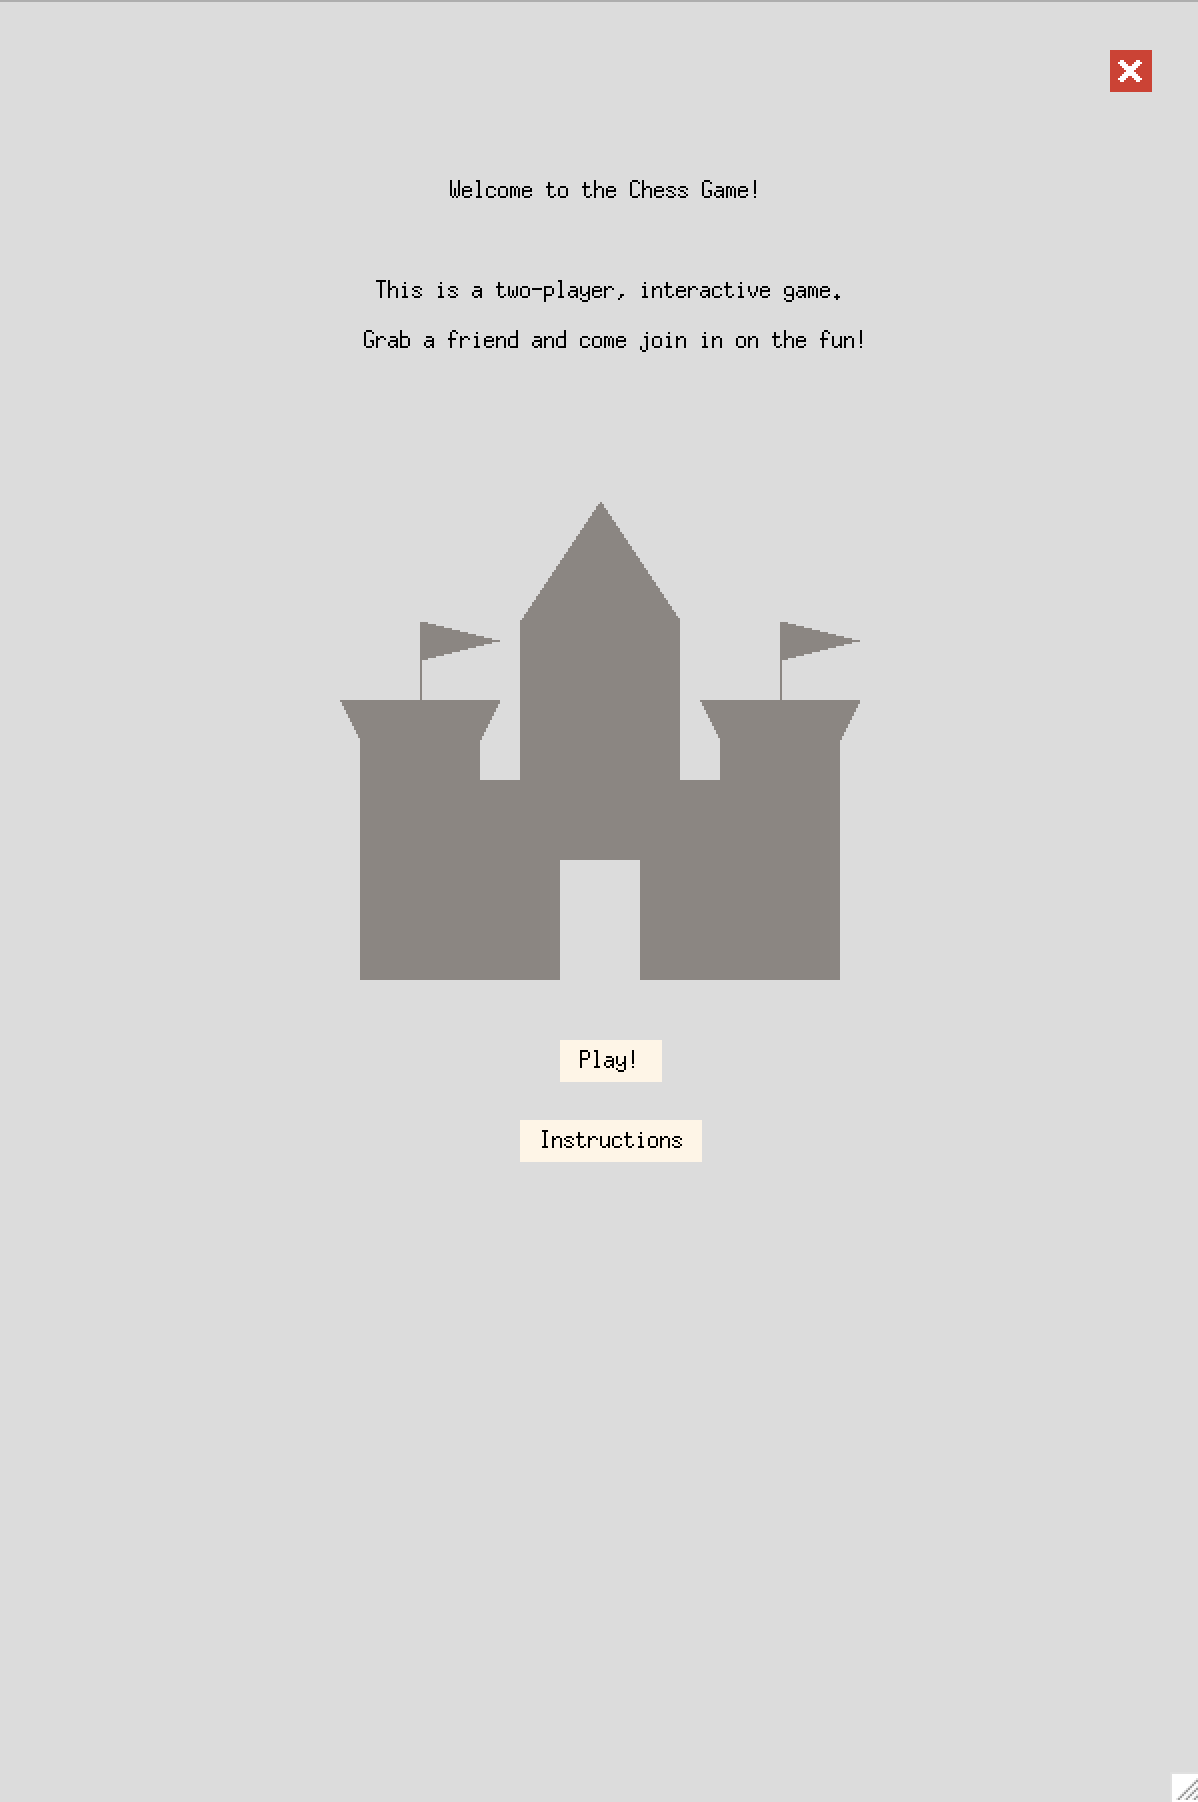 Welcome to the Chess Game!
This is a two-player, interactive game.
Grab a friend and come join in on the fun!
Play!
Instructions